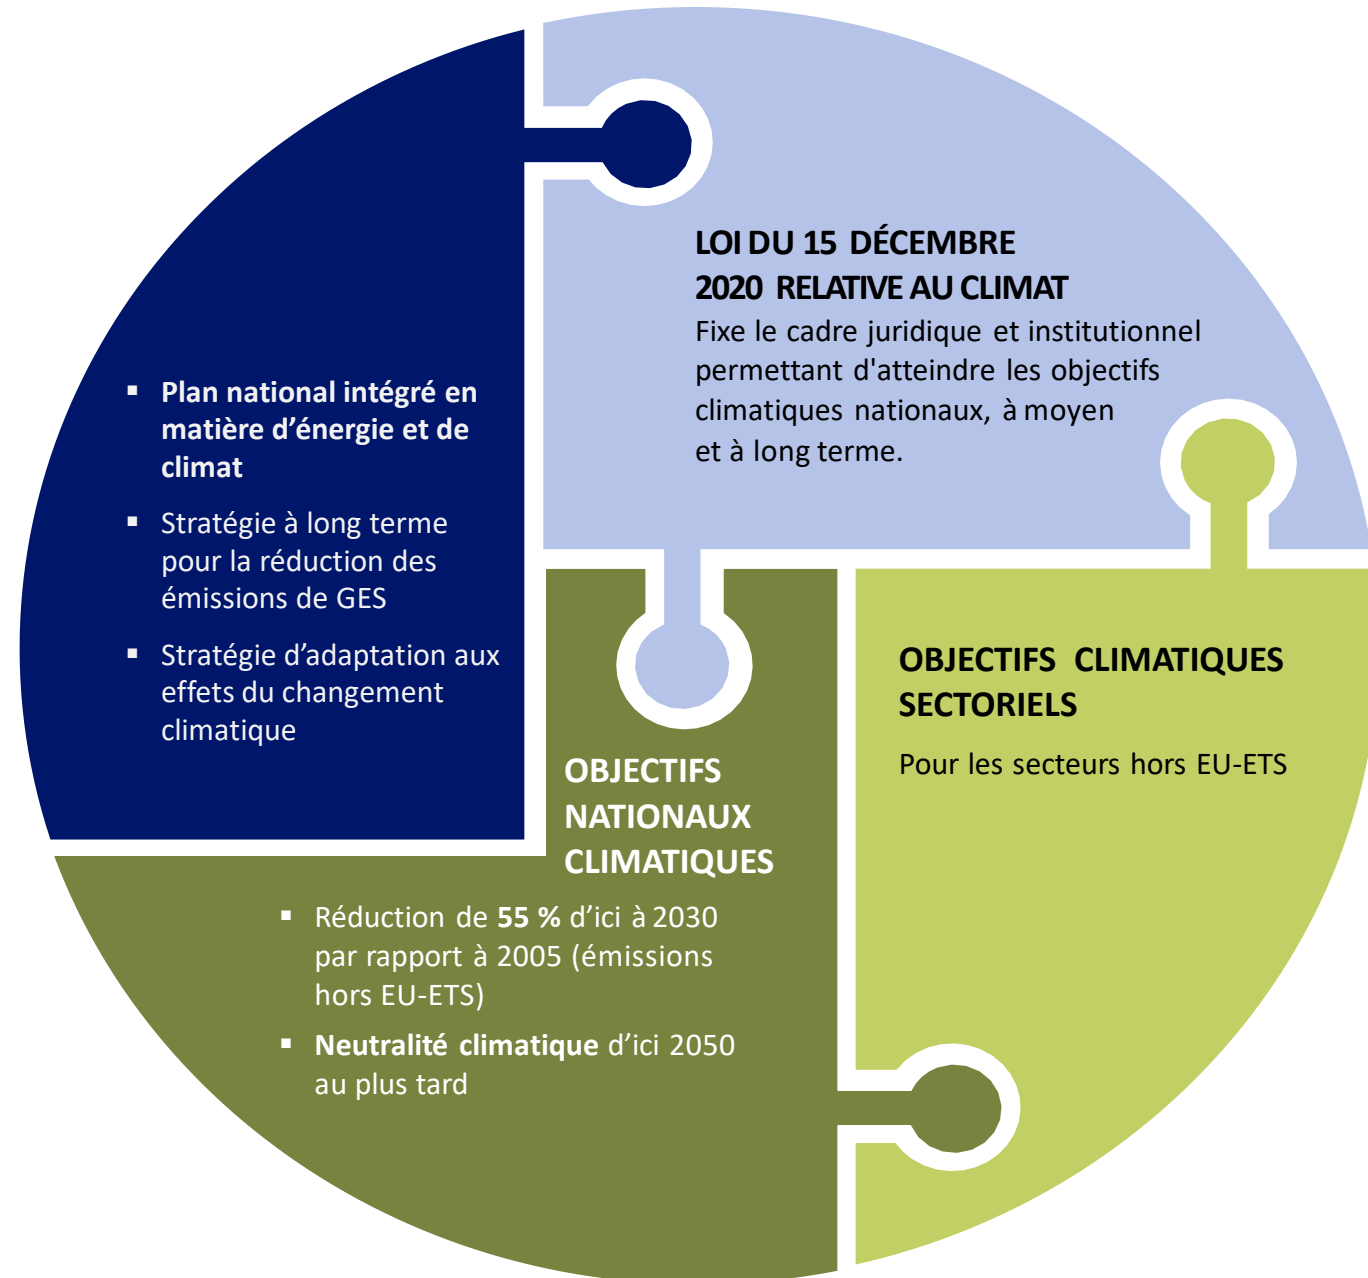 LOI DU 15 DÉCEMBRE
2020 RELATIVE AU CLIMAT
Fixe le cadre juridique et institutionnel
permettant d'atteindre les objectifs
climatiques nationaux, à moyen
et à long terme.
▪ Plan national intégré en
matière d’énergie et de
climat
▪ Stratégie à long terme
pour la réduction des
émissions de GES
▪ Stratégie d’adaptation aux
effets du changement
climatique
OBJECTIFS
NATIONAUX
CLIMATIQUES
▪ Réduction de 55 % d’ici à 2030
par rapport à 2005 (émissions
hors EU-ETS)
▪ Neutralité climatique d’ici 2050
au plus tard
OBJECTIFS CLIMATIQUES
SECTORIELS
Pour les secteurs hors EU-ETS